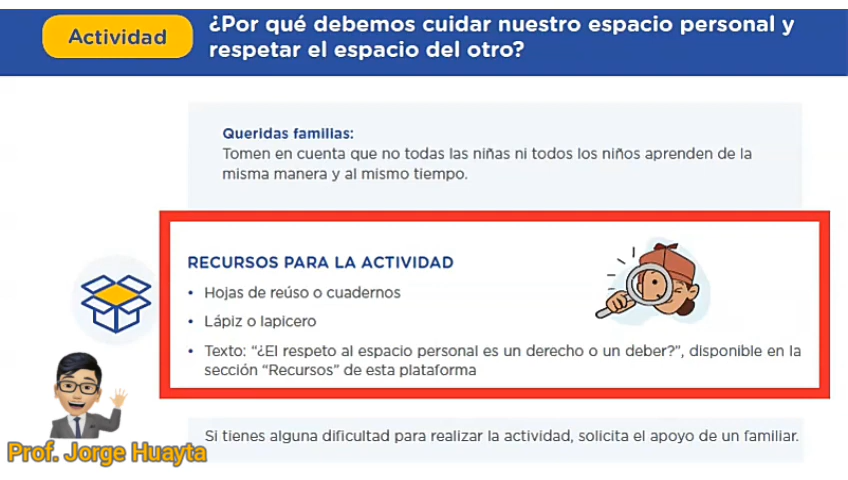 Actividad
¿Por qué debemos cuidar nuestro espacio personal y
respetar el espacio del otro?
Queridas familias:
Tomen en cuenta que no todas las niñas ni todos los niños aprenden de la
misma manera y al mismo tiempo.
RECURSOS PARA LA ACTIVIDAD
• Hojas de reúso o cuadernos
• Lápiz o lapicero
• Texto: “¿El respeto al espacio personal es un derecho o un deber?”, disponible en la
sección “Recursos” de esta plataforma
Si tienes alguna dificultad para realizar la actividad, solicita el apoyo de un familiar.
Prof. Jorge Huayta